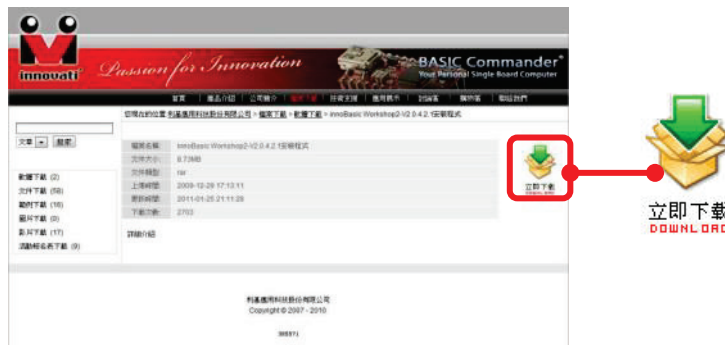 innovati
Passion for Innovation
BASIC Commander®
Your Personal Single Board Computer
首頁 | 產品介紹 | 公司簡介 | 檔案下載 | 技術支援 | 應用展示 | 討論區 | 購物區 | 聯絡我們
您現在的位置:利基應用科技股份有限公司 > 檔案下載 > 軟體下載 > innoBasic Workshop2-V2.0.4.2.1安裝程式
文章 搜索
檔案名稱: innoBasic Workshop2-V2.0.4.2.1安裝程式
文件大小: 8.73MB
文件類型: rar
上傳時間: 2009-12-29 17:13:11
更新時間: 2011-01-25 21:11:28
下載次數: 2703
詳細介紹
軟體下載 (2)
文件下載 (58)
範例下載 (16)
圖片下載 (0)
影片下載 (17)
活動報名表下載 (9)
立即下載
DOWNLOAD
立即下載
DOWNLOAD
利基應用科技股份有限公司
Copyright © 2007 - 2010